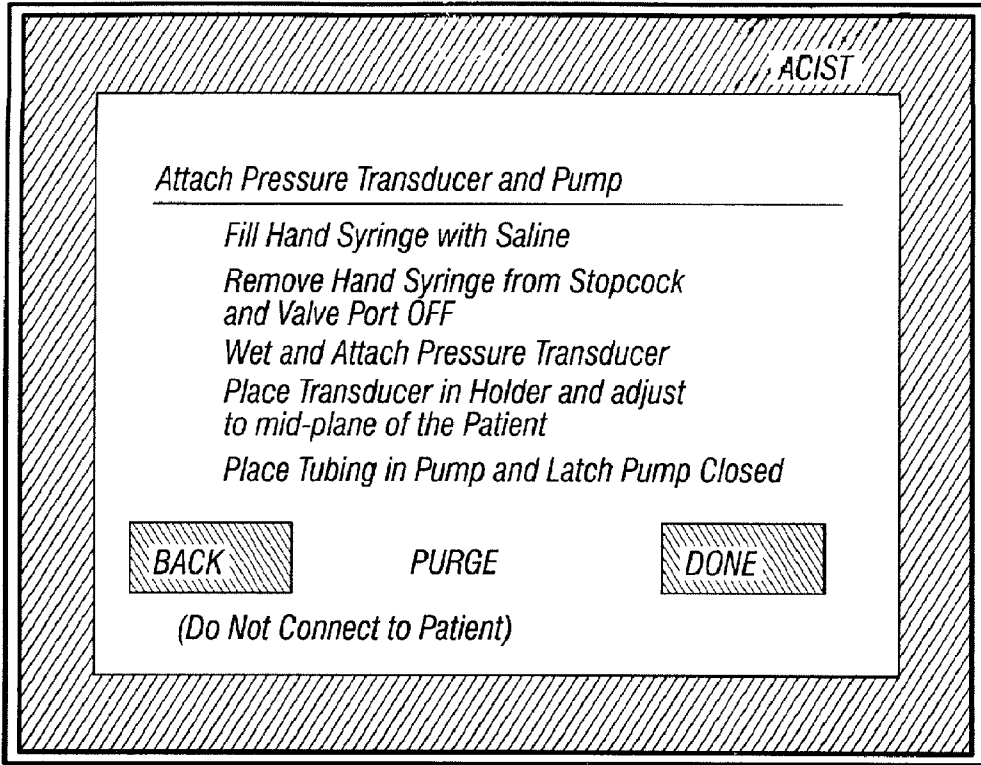 ACIST
Attach Pressure Transducer and Pump
Fill Hand Syringe with Saline
Remove Hand Syringe from Stopcock
and Valve Port OFF
Wet and Attach Pressure Transducer
Place Transducer in Holder and adjust
to mid-plane of the Patient
Place Tubing in Pump and Latch Pump Closed
BACK PURGE DONE
(Do Not Connect to Patient)